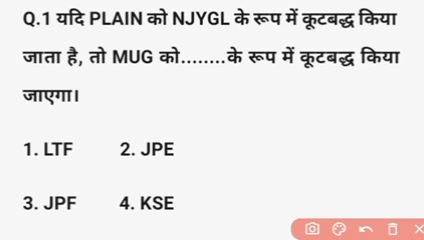 Q.1 यदि PLAIN को NJYGL के रूप में कूटबद्ध किया
जाता है, तो MUG को........के रूप में कूटबद्ध किया
जाएगा।
1. LTF 2. JPE
3. JPF 4. KSE